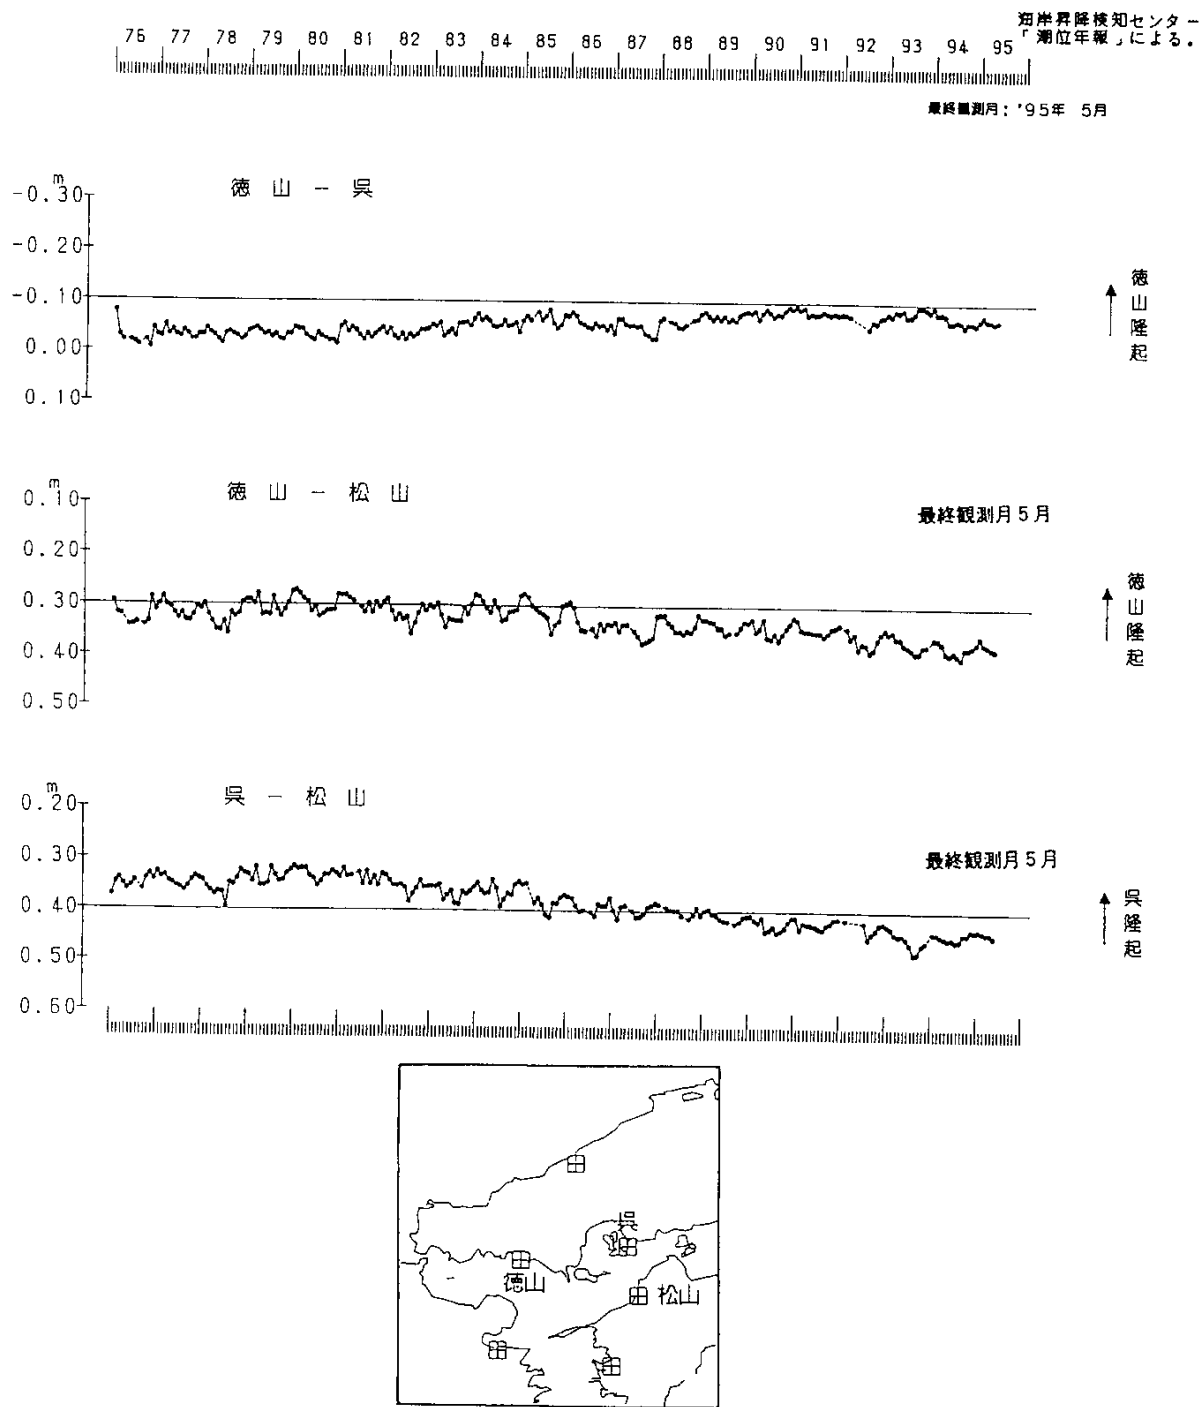 海岸昇降検知センター
「潮位年報」による.
76 77 78 79 80 81 82 83 84 85 86 87 88 89 90 91 92 93 94 95
最終観測月: '95年 5月
徳 山 - 呉
m
-0.30
-0.20
-0.10
0.00
0.10
徳山隆起
徳 山 - 松 山
最終観測月5月
m
0.10
0.20
0.30
0.40
0.50
徳山隆起
呉 - 松 山
最終観測月5月
m
0.20
0.30
0.40
0.50
0.60
呉隆起
呉
徳山
松山